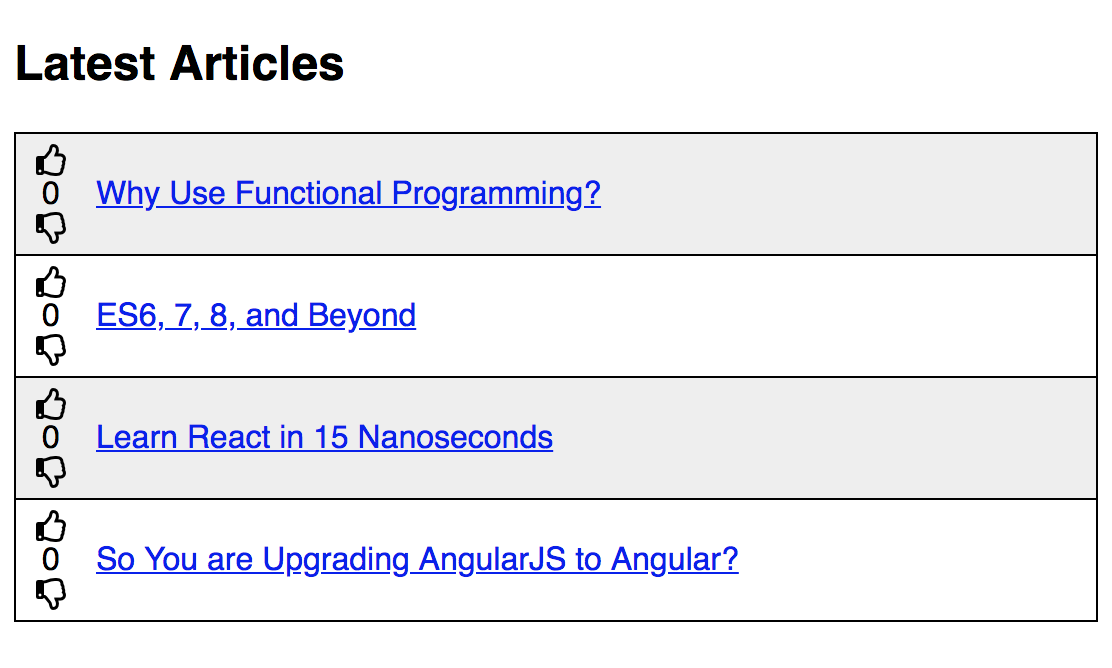 Latest Articles
0
Why Use Functional Programming?
0
ES6, 7, 8, and Beyond
0
Learn React in 15 Nanoseconds
0
So You are Upgrading AngularJS to Angular?